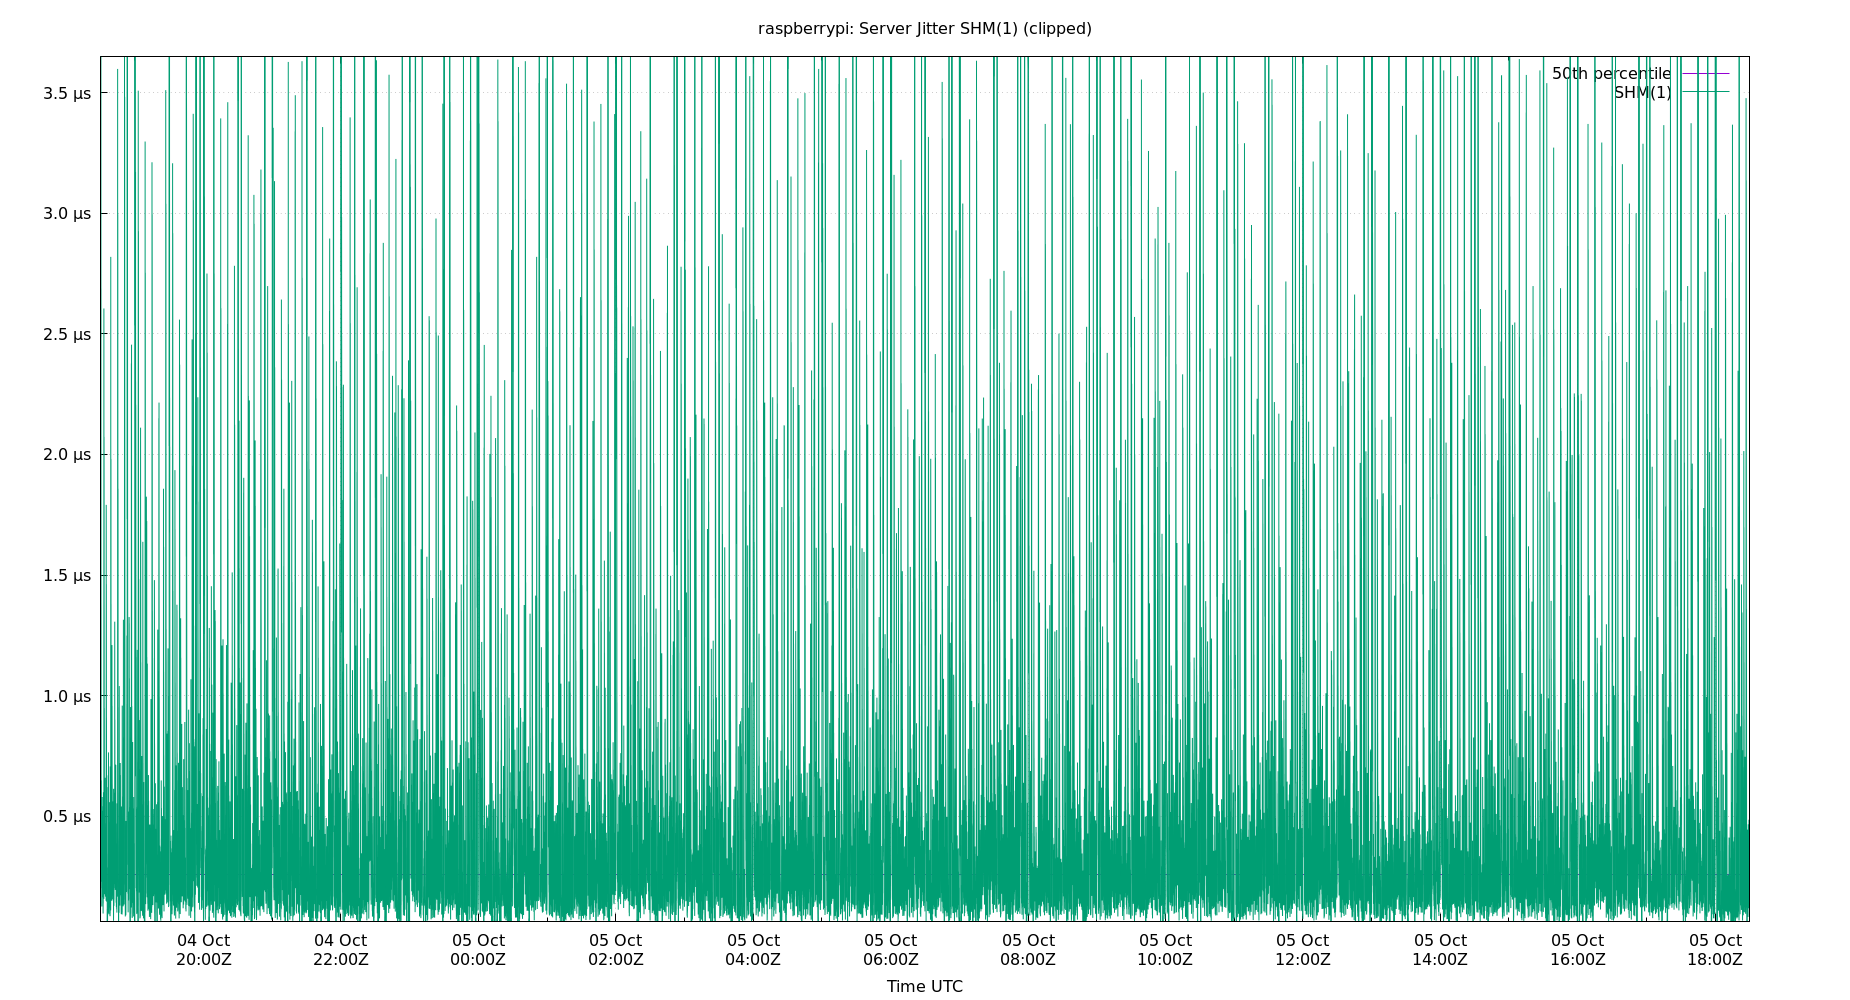 raspberrypi: Server Jitter SHM(1) (clipped)
50th percentile
SHM(1)
3.5 µs
3.0 µs
2.5 µs
2.0 µs
1.5 µs
1.0 µs
0.5 µs
04 Oct 04 Oct 05 Oct 05 Oct 05 Oct 05 Oct 05 Oct 05 Oct 05 Oct 05 Oct 05 Oct 05 Oct
20:00Z 22:00Z 00:00Z 02:00Z 04:00Z 06:00Z 08:00Z 10:00Z 12:00Z 14:00Z 16:00Z 18:00Z
Time UTC